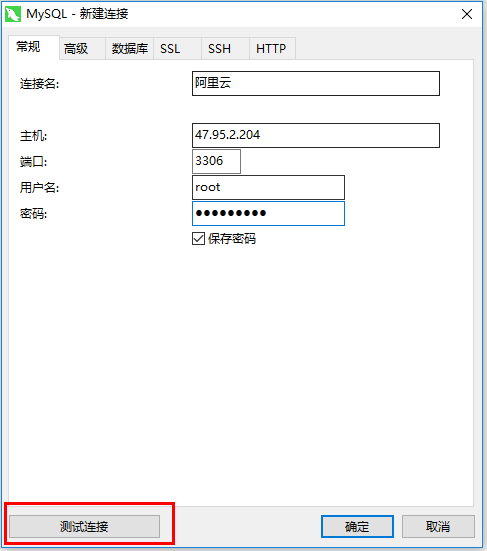 MySQL - 新建连接
常规 高级 数据库 SSL SSH HTTP
连接名: 阿里云
主机: 47.95.2.204
端口: 3306
用户名: root
密码: ●●●●●●●●●
保存密码
测试连接 确定 取消